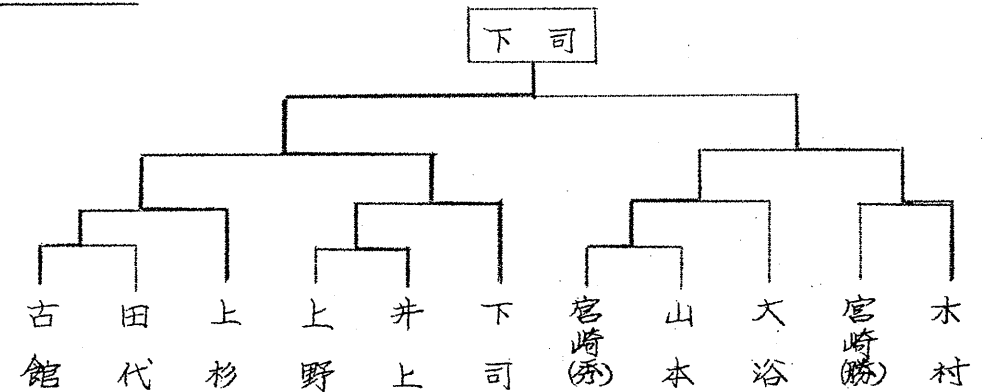 下司
古館
田代
上杉
上野
井上
下司
宮崎(秀)
山本
大浴
宮崎(勝)
木村